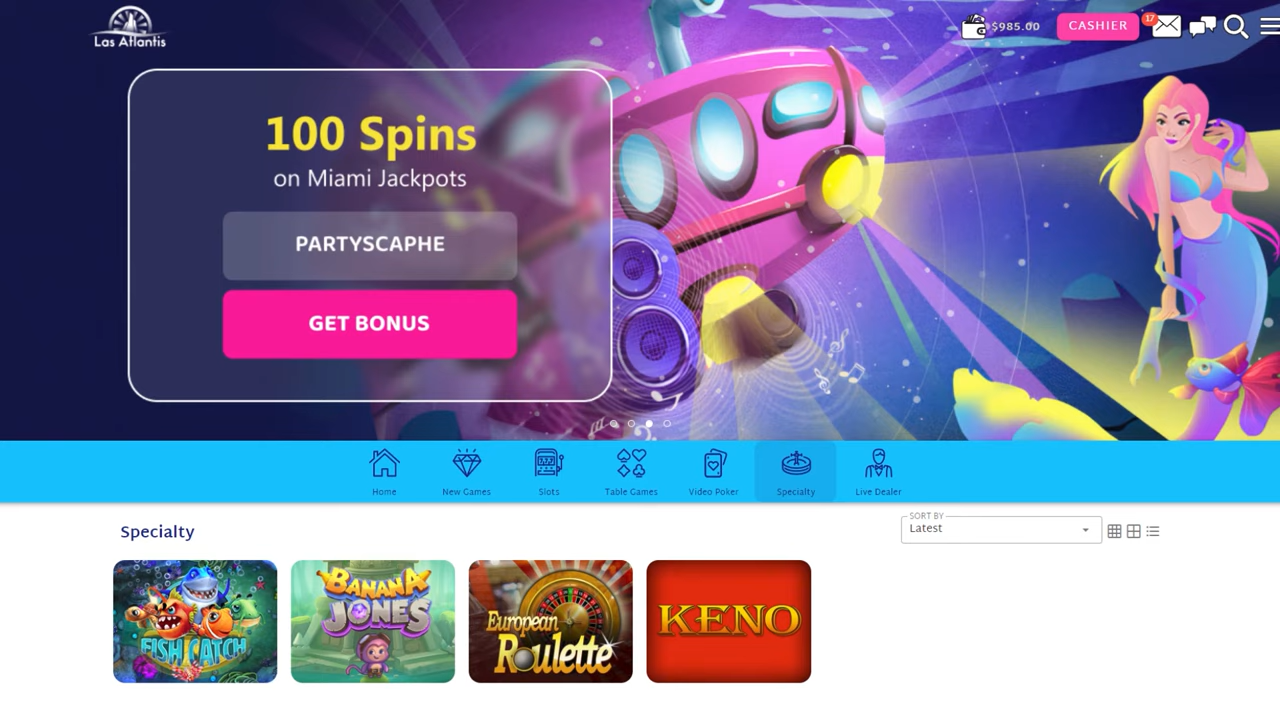 Las Atlantis
$985.00
CASHIER
17
100 Spins
on Miami Jackpots
PARTYSCAPHE
GET BONUS
Home
New Games
Slots
Table Games
Video Poker
Specialty
Live Dealer
Specialty
SORT BY
Latest
FISH CATCH
BANANA
JONES
European
Roulette
KENO